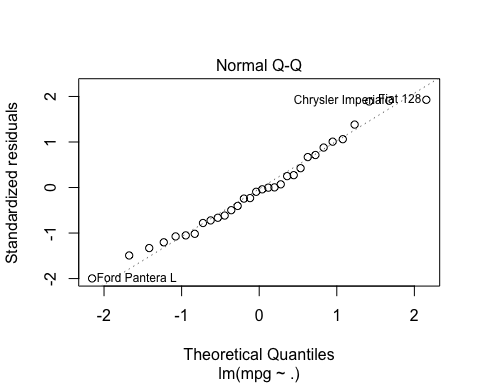 Normal Q-Q
Standardized residuals
2
1
0
-1
-2
Chrysler Imperial
Fiat 128
Ford Pantera L
-2 -1 0 1 2
Theoretical Quantiles
lm(mpg ~ .)